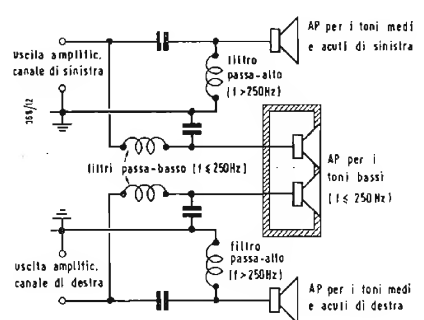 uscita amplific.
canale di sinistra
filtro
passa-alto
(f > 250Hz)
AP per i toni medi
e acuti di sinistra
filtri passa-basso (f ≤ 250Hz)
AP per i
toni bassi
(f ≤ 250 Hz)
uscita amplific.
canale di destra
filtro
passa-alto
(f > 250Hz)
AP per i toni medi
e acuti di destra